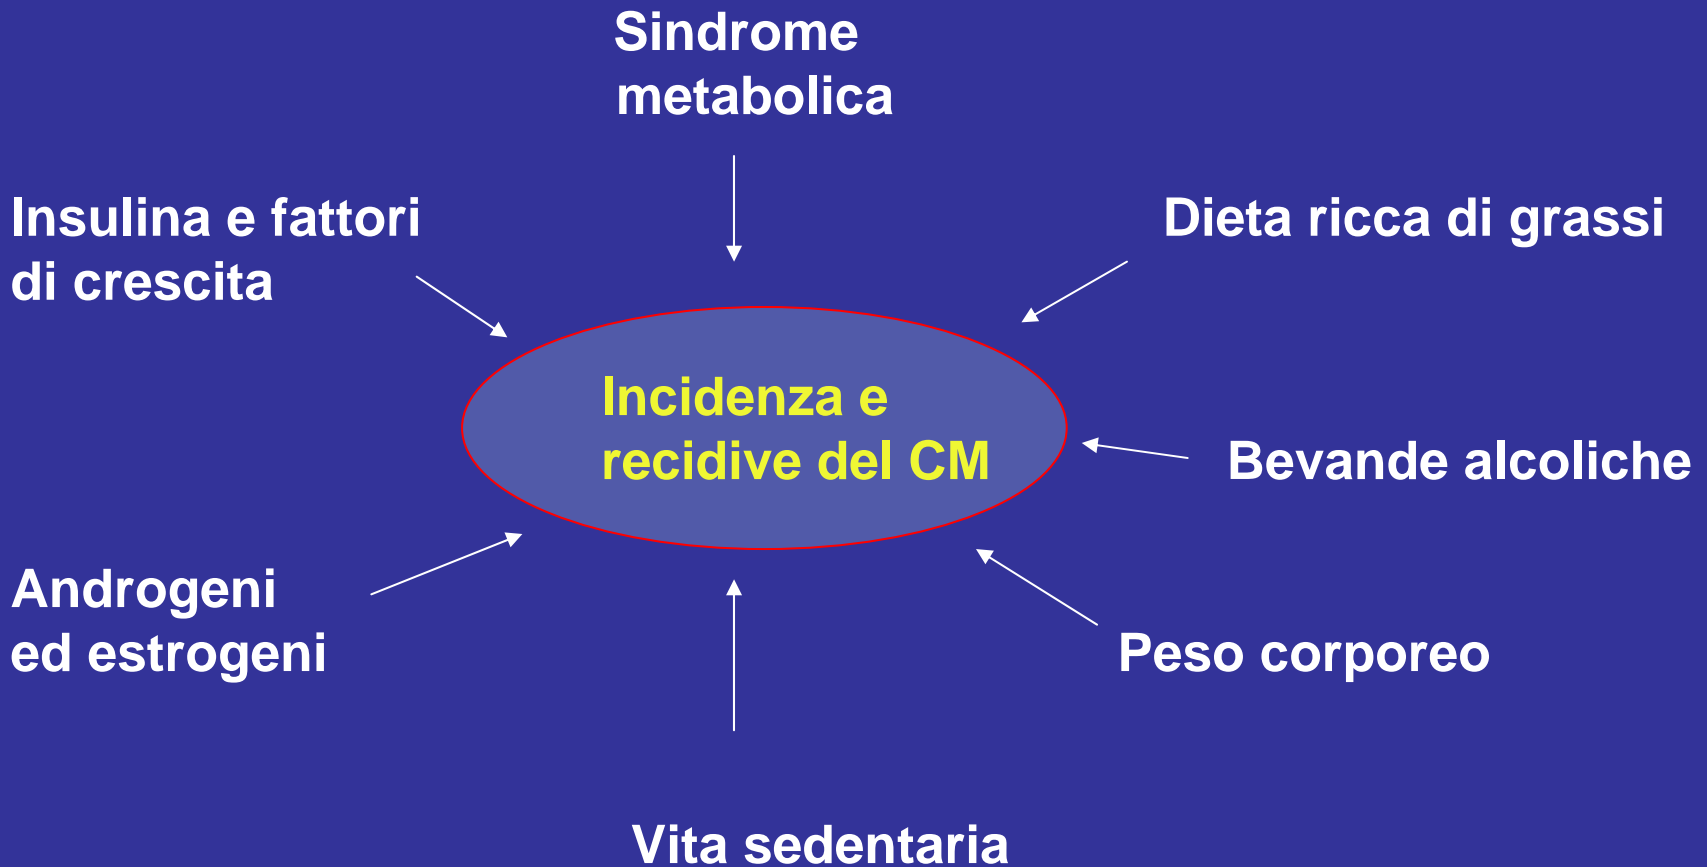 Sindrome
metabolica
Insulina e fattori
di crescita
Dieta ricca di grassi
Incidenza e
recidive del CM
Bevande alcoliche
Androgeni
ed estrogeni
Peso corporeo
Vita sedentaria